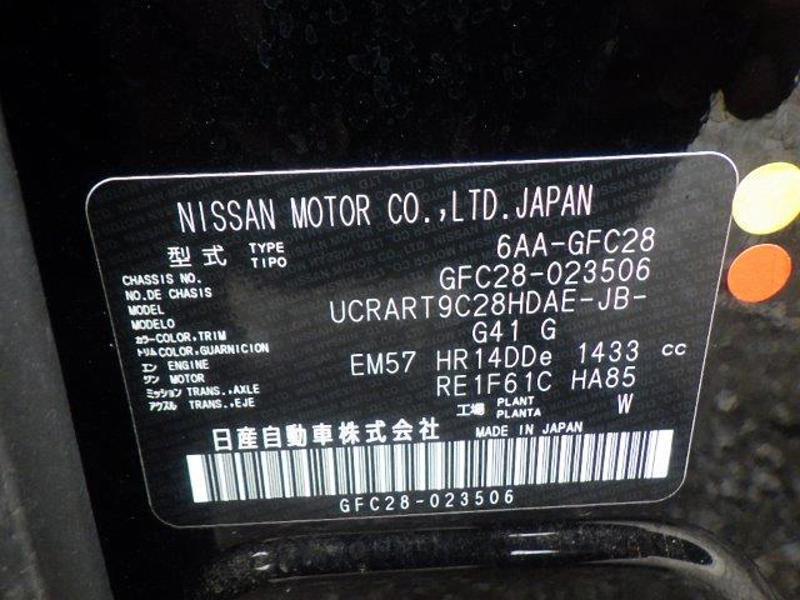 NISSAN MOTOR CO.,LTD.JAPAN
型式 TYPE TIPO 6AA-GFC28
CHASSIS NO. NO.DE CHASIS GFC28-023506
MODEL MODELO UCRART9C28HDAE-JB-
カラー COLOR,TRIM トリム COLOR,GUARNICION G41 G
エンジン ENGINE MOTOR EM57 HR14DDe 1433 cc
ミッション TRANS.,AXLE アクスル TRANS.,EJE RE1F61C HA85
工場 PLANT PLANTA W
日産自動車株式会社 MADE IN JAPAN
GFC28-023506